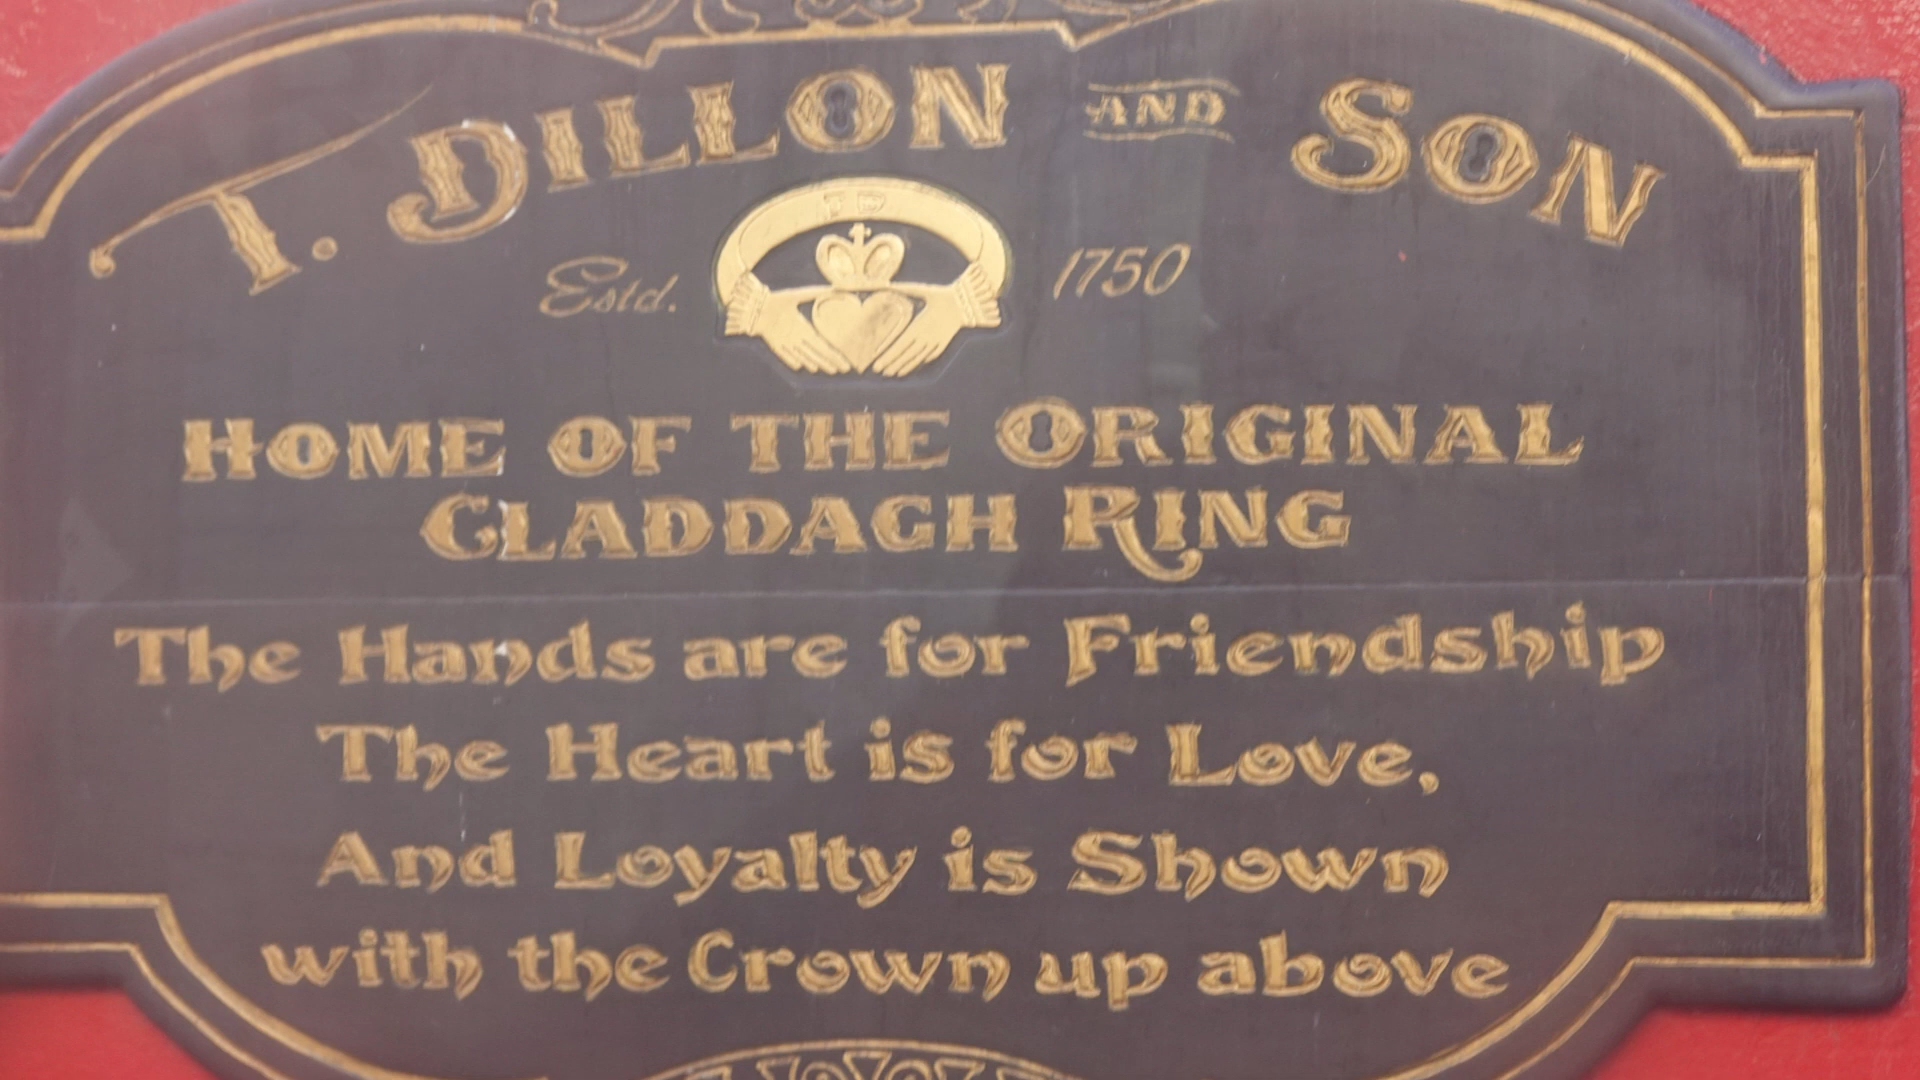 T. DILLON AND SON
Estd. 1750
HOME OF THE ORIGINAL
CLADDAGH RING
The Hands are for Friendship
The Heart is for Love,
And Loyalty is Shown
with the Crown up above